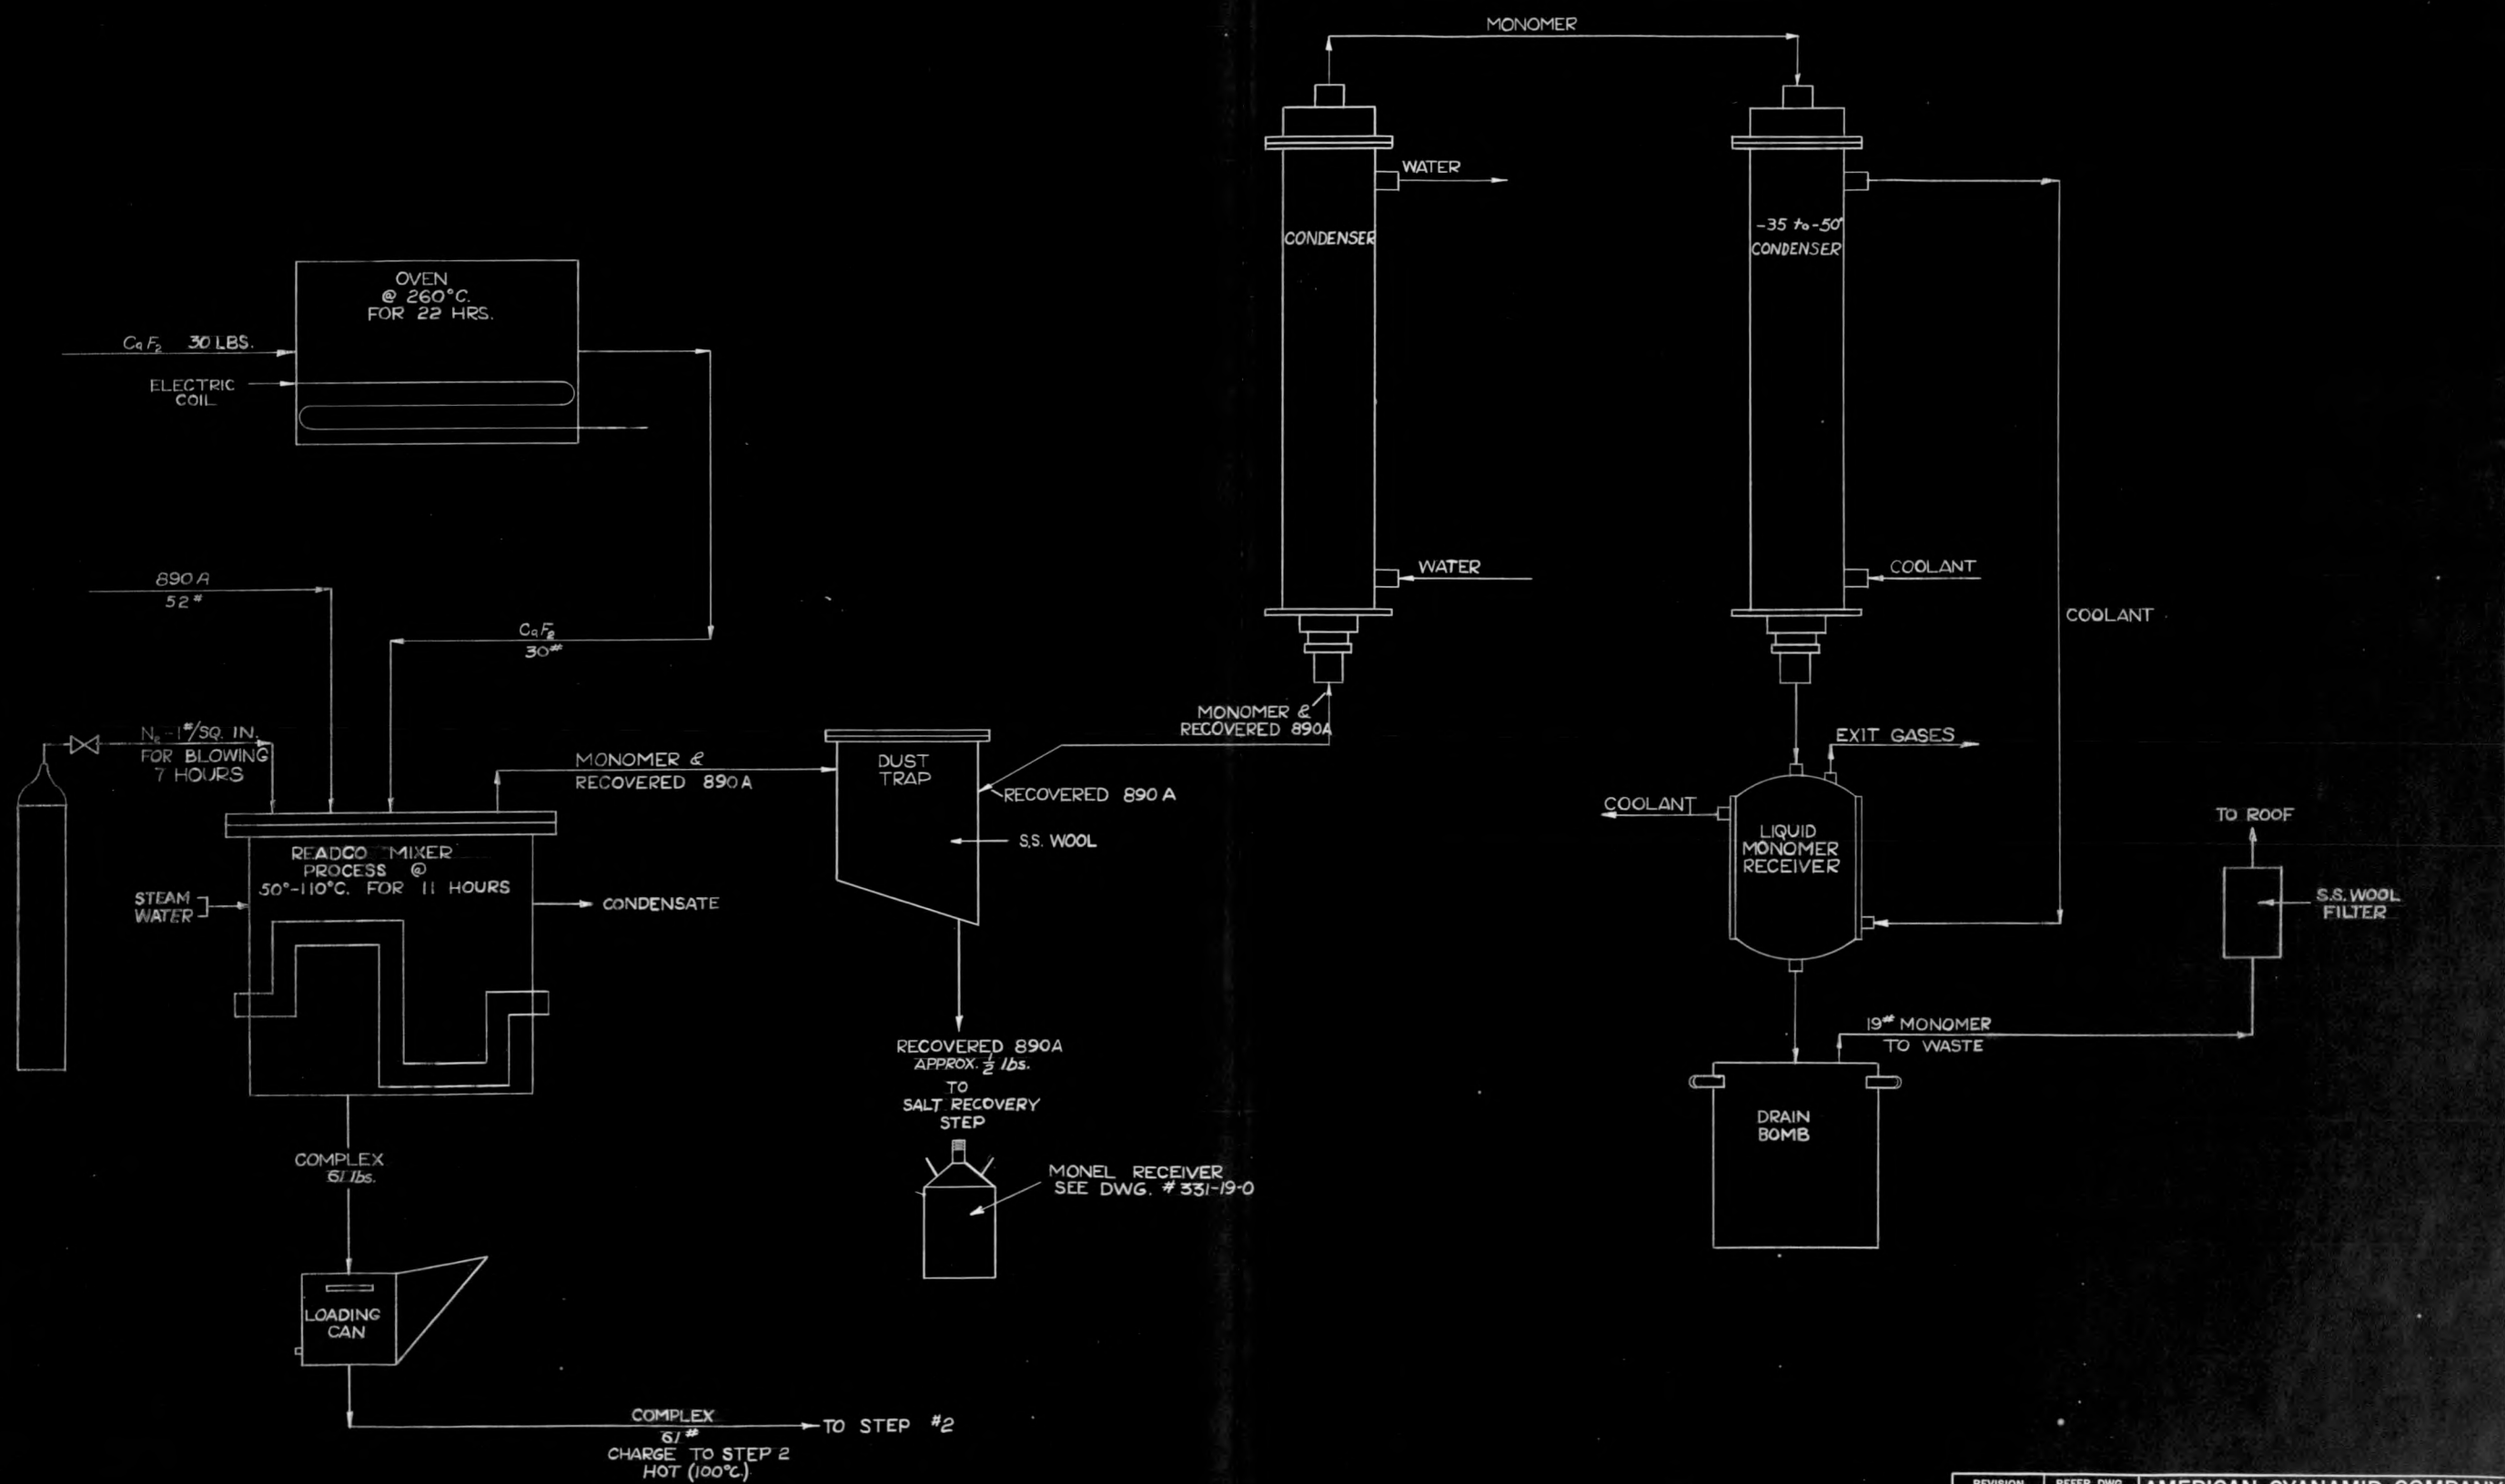 MONOMER
WATER
CONDENSER
-35 to -50°
CONDENSER
OVEN
@ 260°C.
FOR 22 HRS.
CaF₂ 30 LBS.
ELECTRIC
COIL
WATER
COOLANT
890A
52#
CaF₂
30#
COOLANT
MONOMER &
RECOVERED 890A
N₂-1#/SQ. IN.
FOR BLOWING
7 HOURS
MONOMER &
RECOVERED 890A
DUST
TRAP
RECOVERED 890A
S.S. WOOL
EXIT GASES
COOLANT
LIQUID
MONOMER
RECEIVER
TO ROOF
S.S. WOOL
FILTER
READCO MIXER
PROCESS @
50°-110°C. FOR 11 HOURS
STEAM
WATER
CONDENSATE
RECOVERED 890A
APPROX. ½ lbs.
TO
SALT RECOVERY
STEP
19# MONOMER
TO WASTE
DRAIN
BOMB
COMPLEX
61 lbs.
MONEL RECEIVER
SEE DWG. #331-19-0
LOADING
CAN
COMPLEX
61#
CHARGE TO STEP 2
HOT (100°C.)
TO STEP #2
REVISION
REFER. DWG.
AMERICAN CYANAMID COMPANY